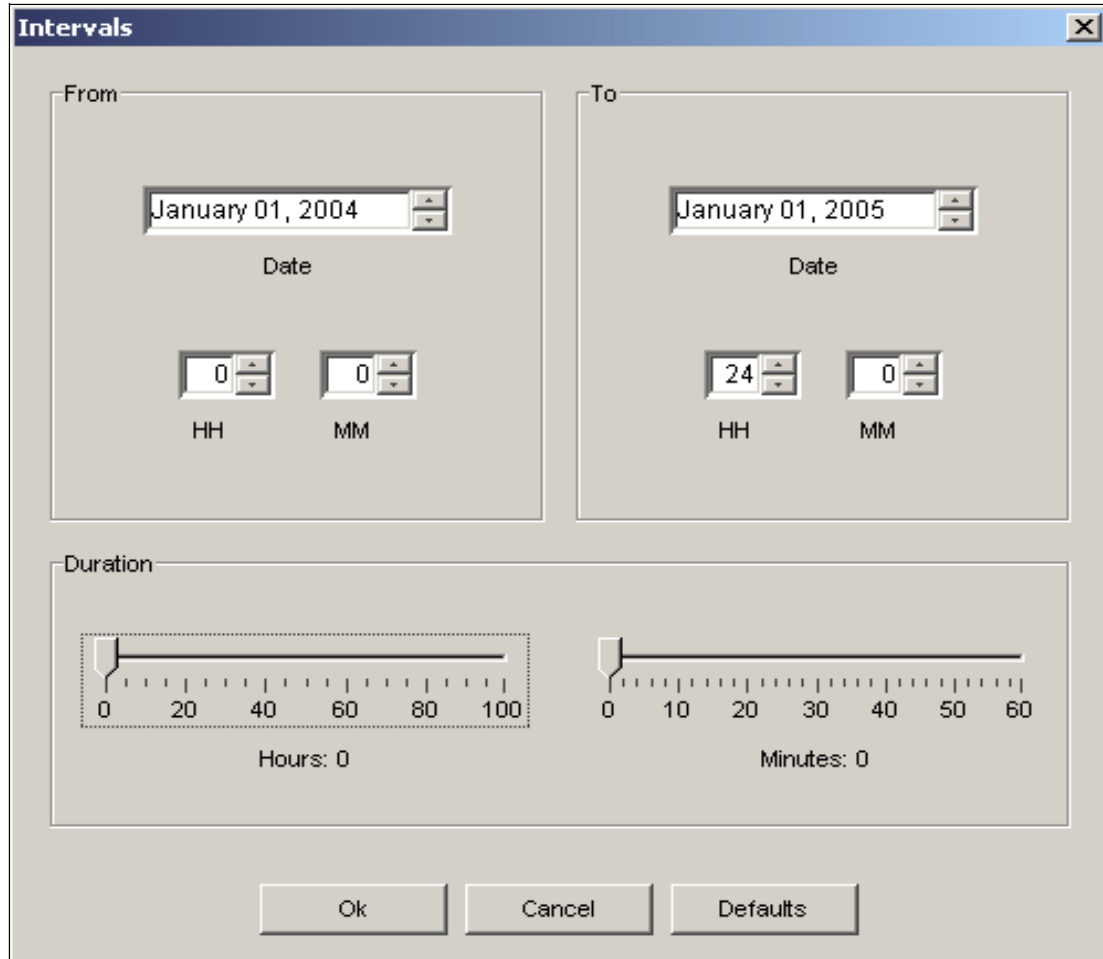 Intervals
From
January 01, 2004
Date
0 0
HH MM
To
January 01, 2005
Date
24 0
HH MM
Duration
0 20 40 60 80 100
Hours: 0
0 10 20 30 40 50 60
Minutes: 0
Ok Cancel Defaults